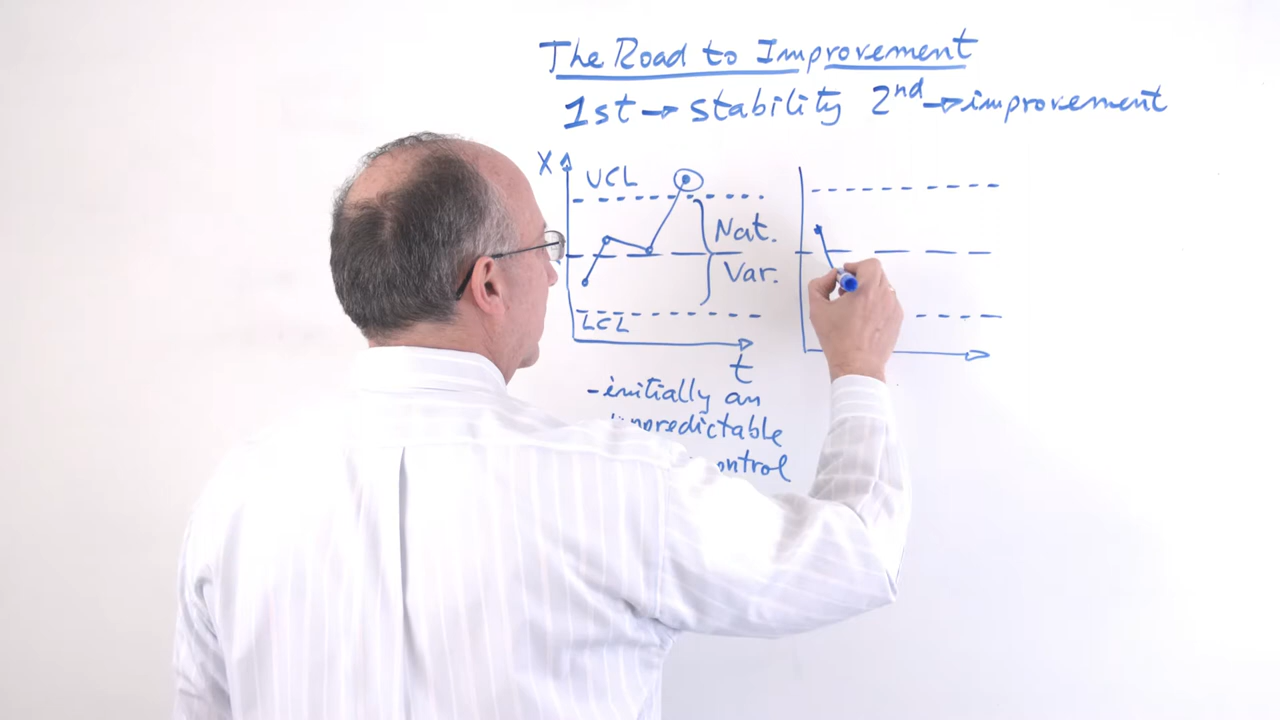 The Road to Improvement
1st → stability 2nd → improvement
X
UCL
Nat.
Var.
LCL
t
- initially an
unpredictable
control